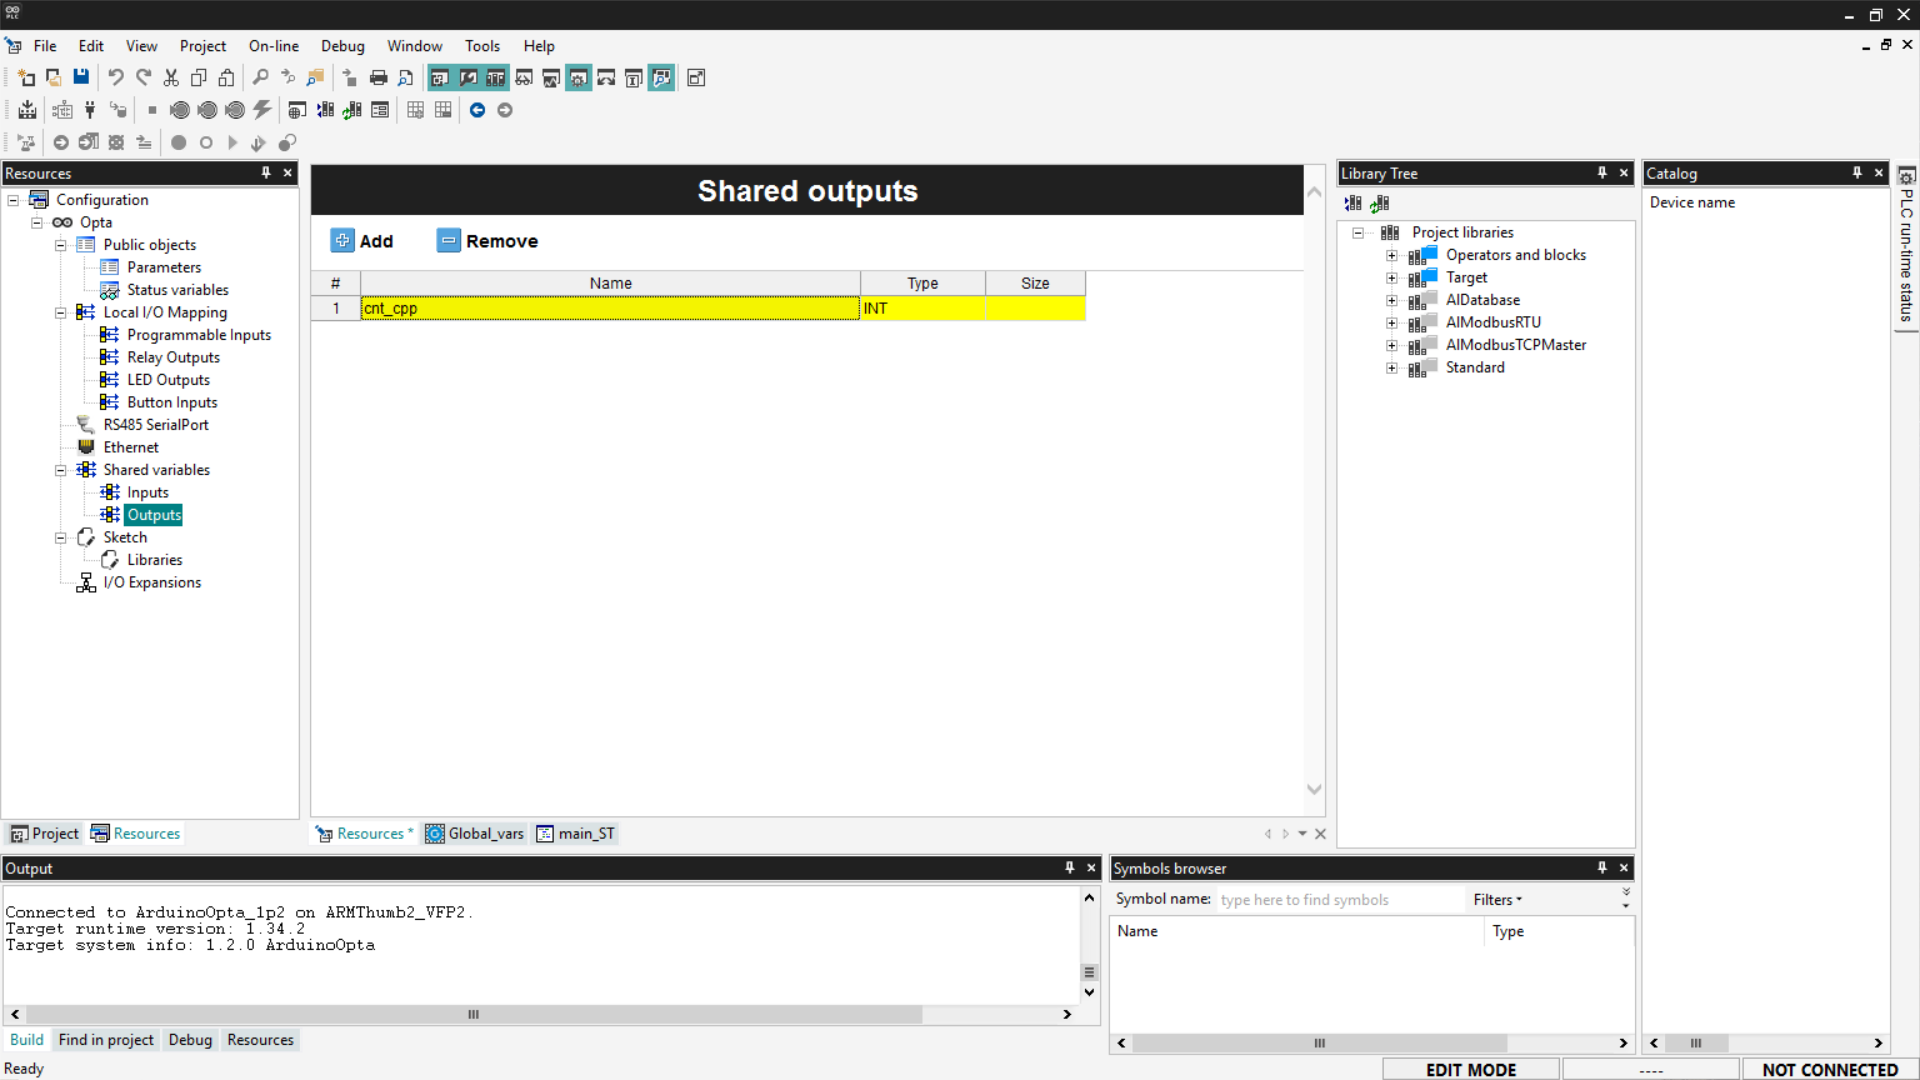 PLC
File Edit View Project On-line Debug Window Tools Help
Resources
Configuration
Opta
Public objects
Parameters
Status variables
Local I/O Mapping
Programmable Inputs
Relay Outputs
LED Outputs
Button Inputs
RS485 SerialPort
Ethernet
Shared variables
Inputs
Outputs
Sketch
Libraries
I/O Expansions
Project Resources
Shared outputs
Add Remove
# Name Type Size
1 cnt_cpp INT
Resources * Global_vars main_ST
Library Tree
Project libraries
Operators and blocks
Target
AlDatabase
AlModbusRTU
AlModbusTCPMaster
Standard
Catalog
Device name
PLC run-time status
Output
Connected to ArduinoOpta_1p2 on ARMThumb2_VFP2.
Target runtime version: 1.34.2
Target system info: 1.2.0 ArduinoOpta
Build Find in project Debug Resources
Symbols browser
Symbol name: type here to find symbols Filters
Name Type
Ready
EDIT MODE ---- NOT CONNECTED